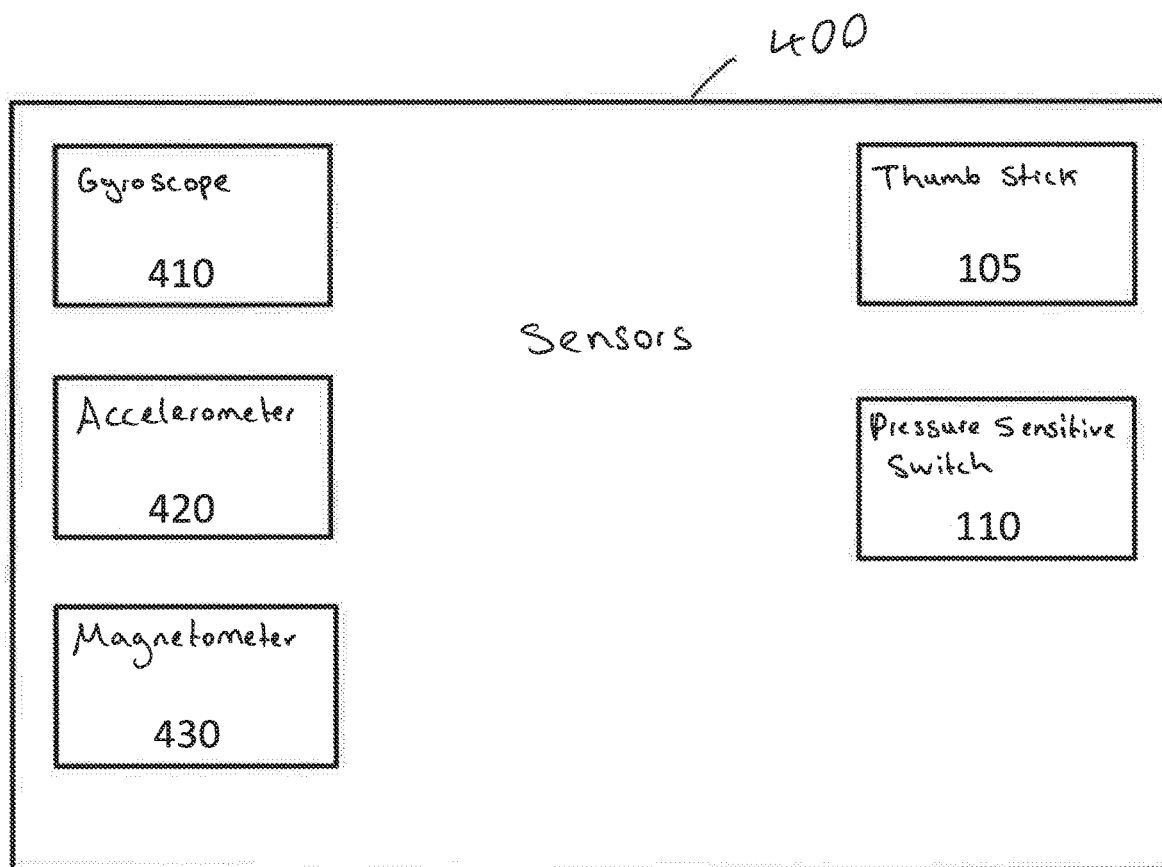 400
Gyroscope
410
Thumb Stick
105
Sensors
Accelerometer
420
Pressure Sensitive
Switch
110
Magnetometer
430